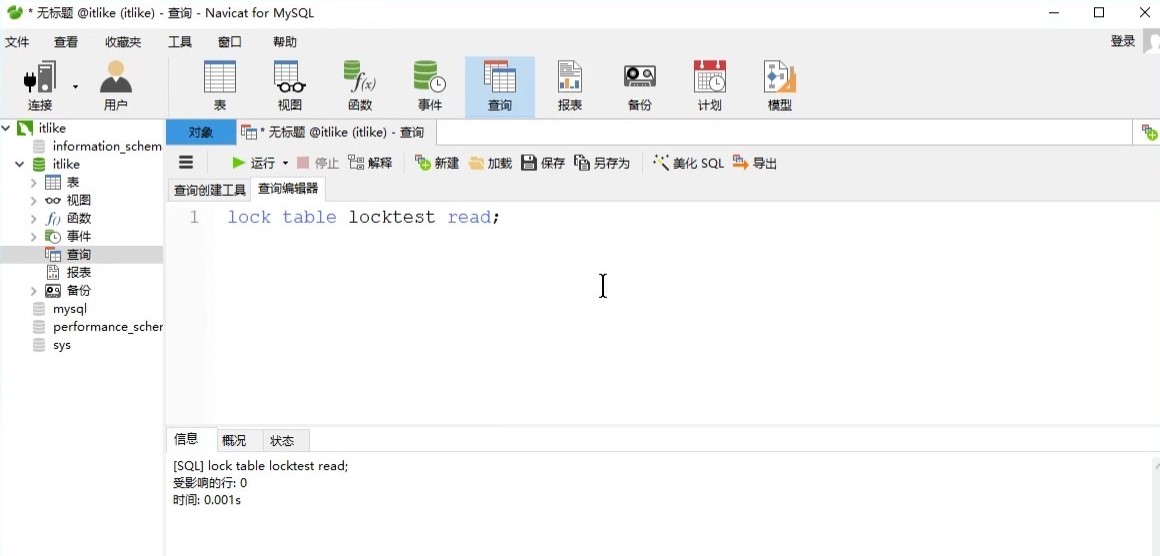 * 无标题 @itlike (itlike) - 查询 - Navicat for MySQL
文件 查看 收藏夹 工具 窗口 帮助 登录
连接 用户 表 视图 函数 事件 查询 报表 备份 计划 模型
itlike
information_schem
itlike
表
视图
函数
事件
查询
报表
备份
mysql
performance_scher
sys
对象 * 无标题 @itlike (itlike) - 查询
运行 停止 解释 新建 加载 保存 另存为 美化 SQL 导出
查询创建工具 查询编辑器
1 lock table locktest read;
信息 概况 状态
[SQL] lock table locktest read;
受影响的行: 0
时间: 0.001s